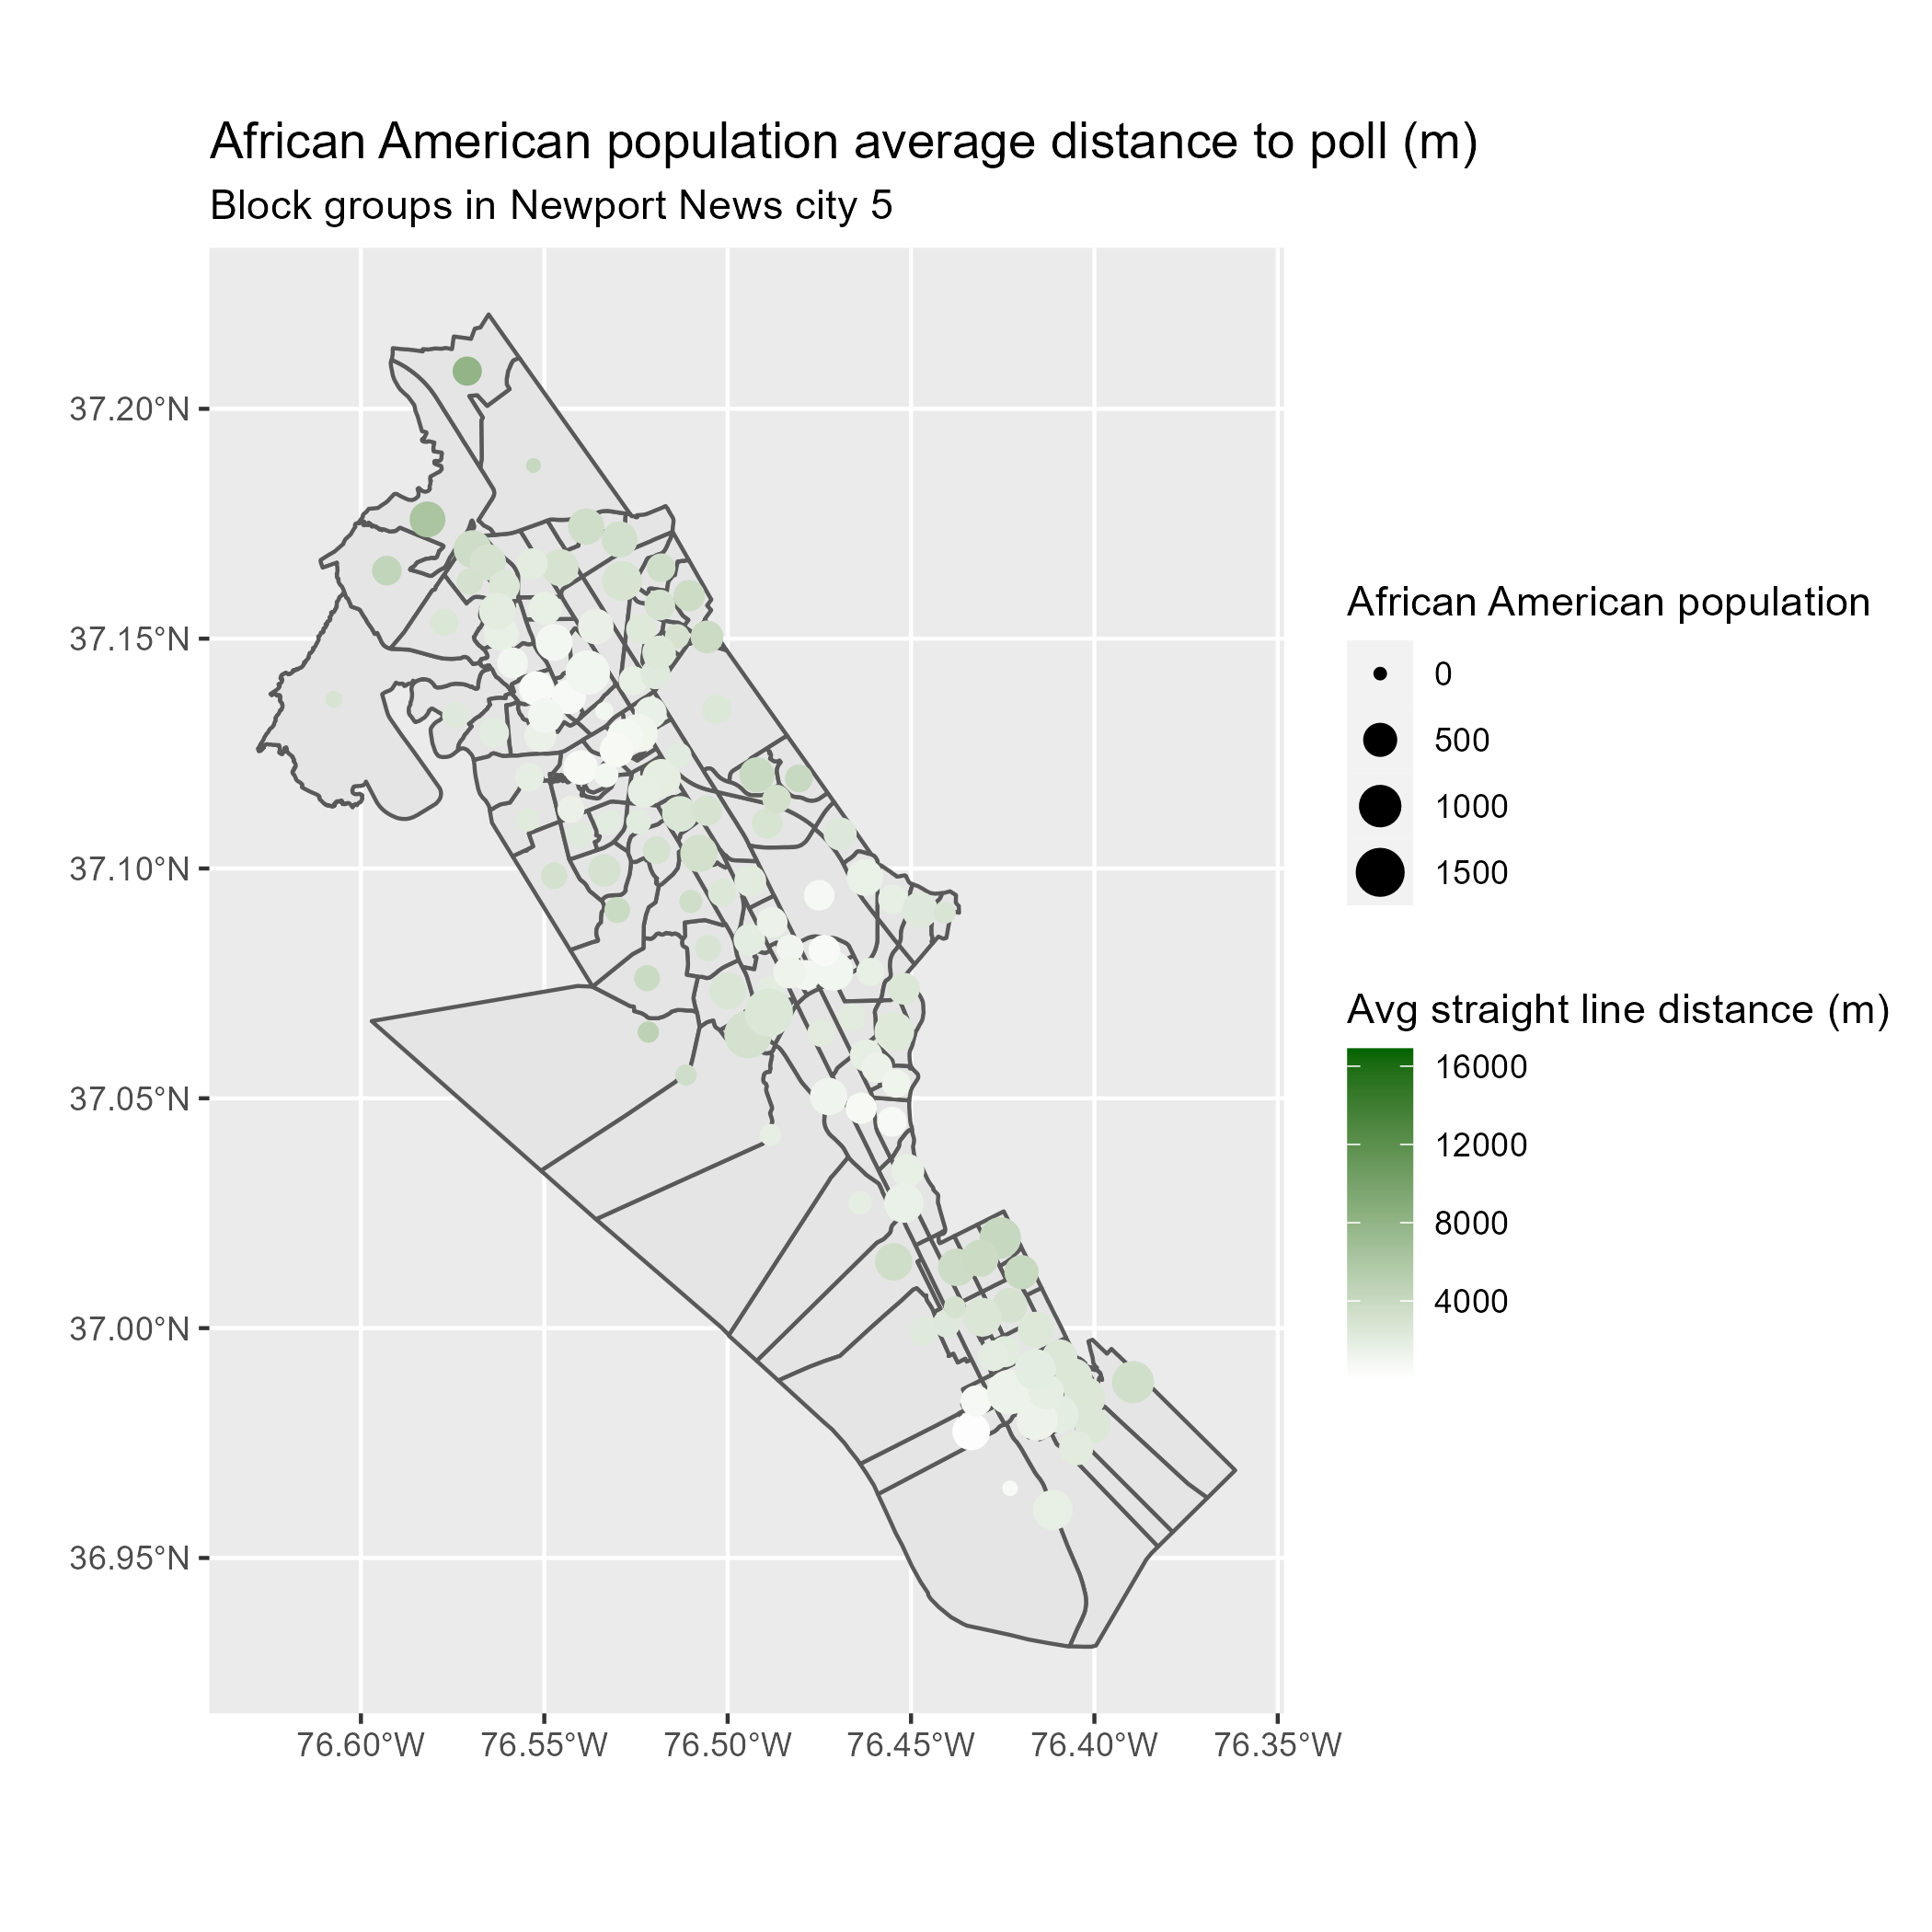 African American population average distance to poll (m)
Block groups in Newport News city 5
37.20°N
37.15°N
37.10°N
37.05°N
37.00°N
36.95°N
76.60°W
76.55°W
76.50°W
76.45°W
76.40°W
76.35°W
African American population
0
500
1000
1500
Avg straight line distance (m)
16000
12000
8000
4000